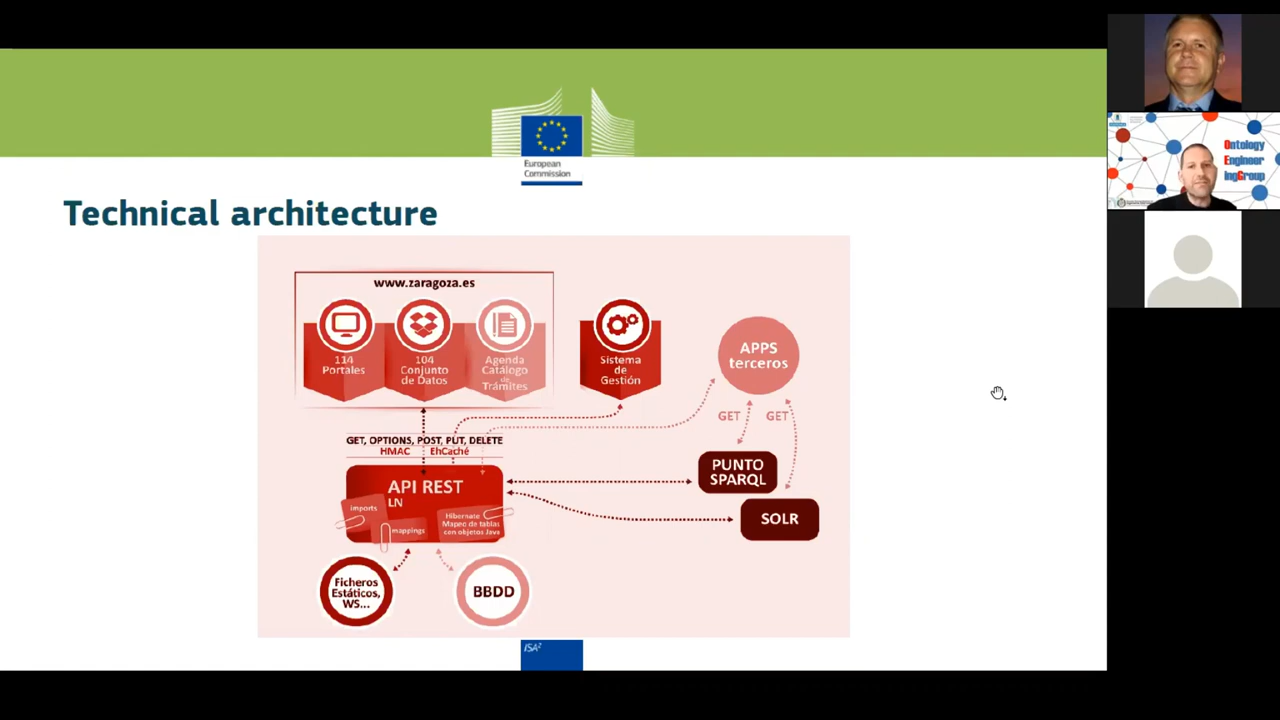 European
Commission
Technical architecture
www.zaragoza.es
114
Portales
104
Conjunto
de Datos
Agenda
Catálogo
de
Trámites
Sistema
de
Gestión
APPS
terceros
GET
GET
GET, OPTIONS, POST, PUT, DELETE
HMAC
EhCaché
API REST
LN
imports
mappings
Hibernate
Mapeo de tablas
con objetos Java
PUNTO
SPARQL
SOLR
Ficheros
Estáticos,
WS...
BBDD
ISA²
Ontology
Engineer
ingGroup